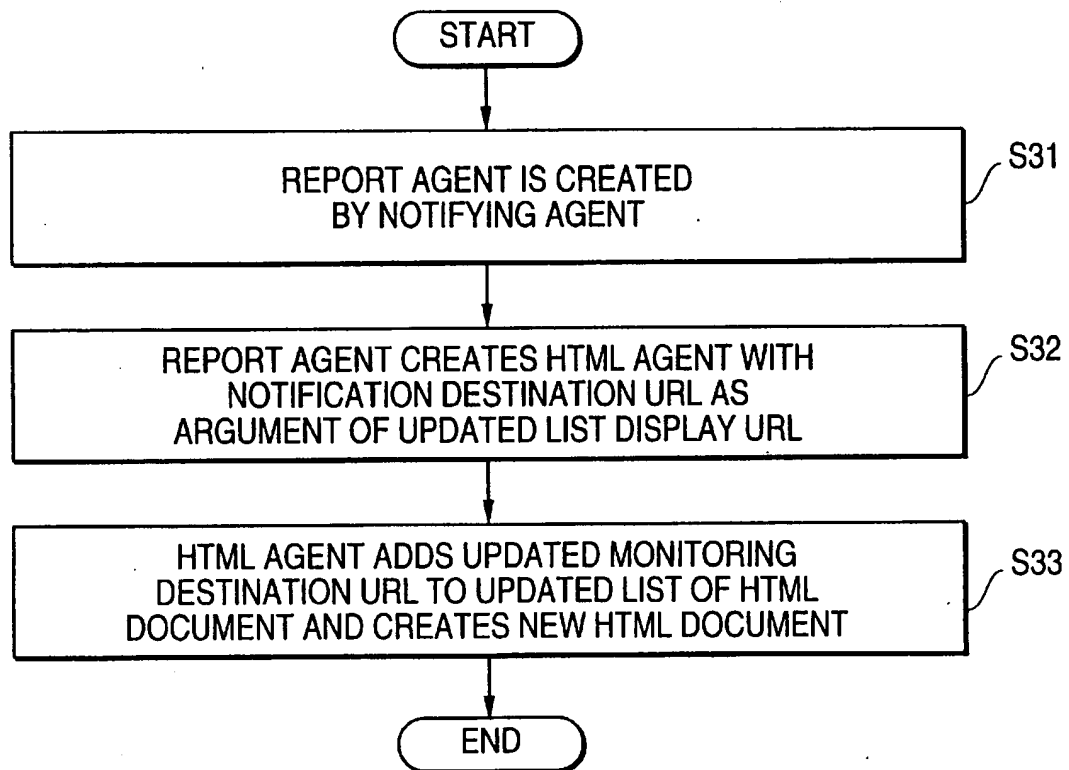 START
REPORT AGENT IS CREATED
BY NOTIFYING AGENT
S31
REPORT AGENT CREATES HTML AGENT WITH
NOTIFICATION DESTINATION URL AS
ARGUMENT OF UPDATED LIST DISPLAY URL
S32
HTML AGENT ADDS UPDATED MONITORING
DESTINATION URL TO UPDATED LIST OF HTML
DOCUMENT AND CREATES NEW HTML DOCUMENT
S33
END